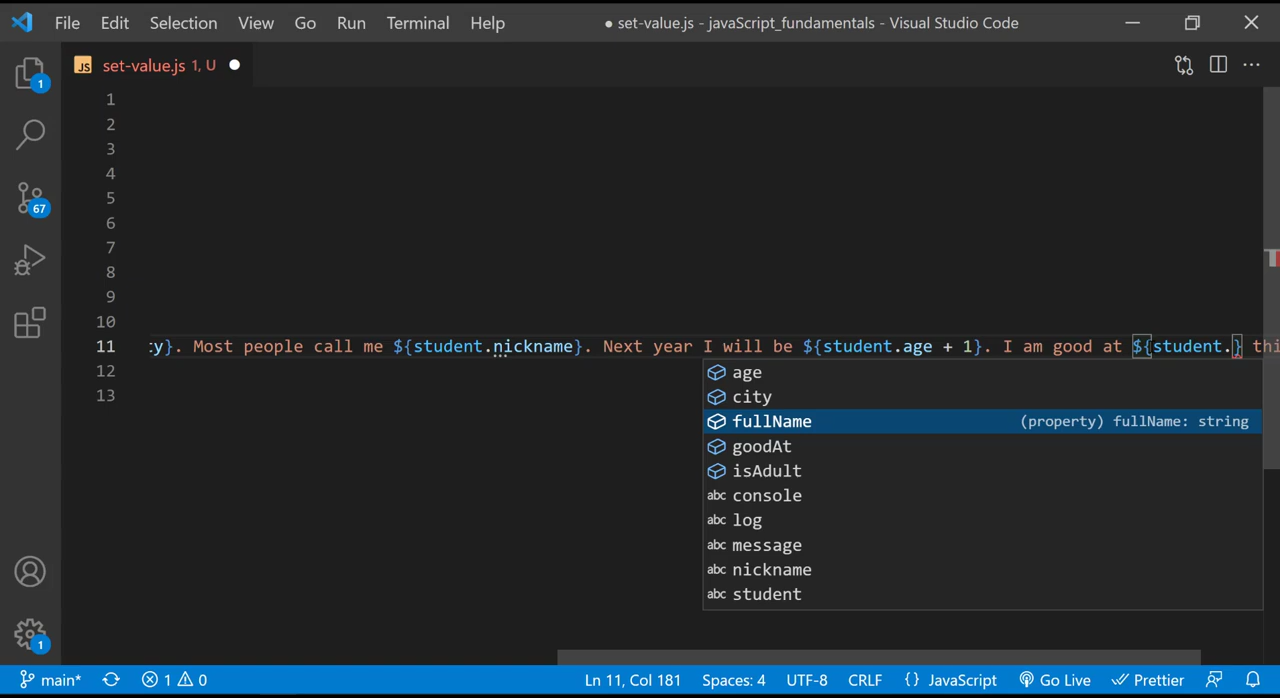 File Edit Selection View Go Run Terminal Help ● set-value.js - javaScript_fundamentals - Visual Studio Code
JS set-value.js 1, U
1
1
2
3
4
67
5
6
7
8
9
10
11 ty}. Most people call me ${student.nickname}. Next year I will be ${student.age + 1}. I am good at ${student.} thi
12 age
13 city
fullName (property) fullName: string
goodAt
isAdult
abc console
abc log
abc message
abc nickname
abc student
1
main* 1 0 Ln 11, Col 181 Spaces: 4 UTF-8 CRLF {} JavaScript Go Live Prettier